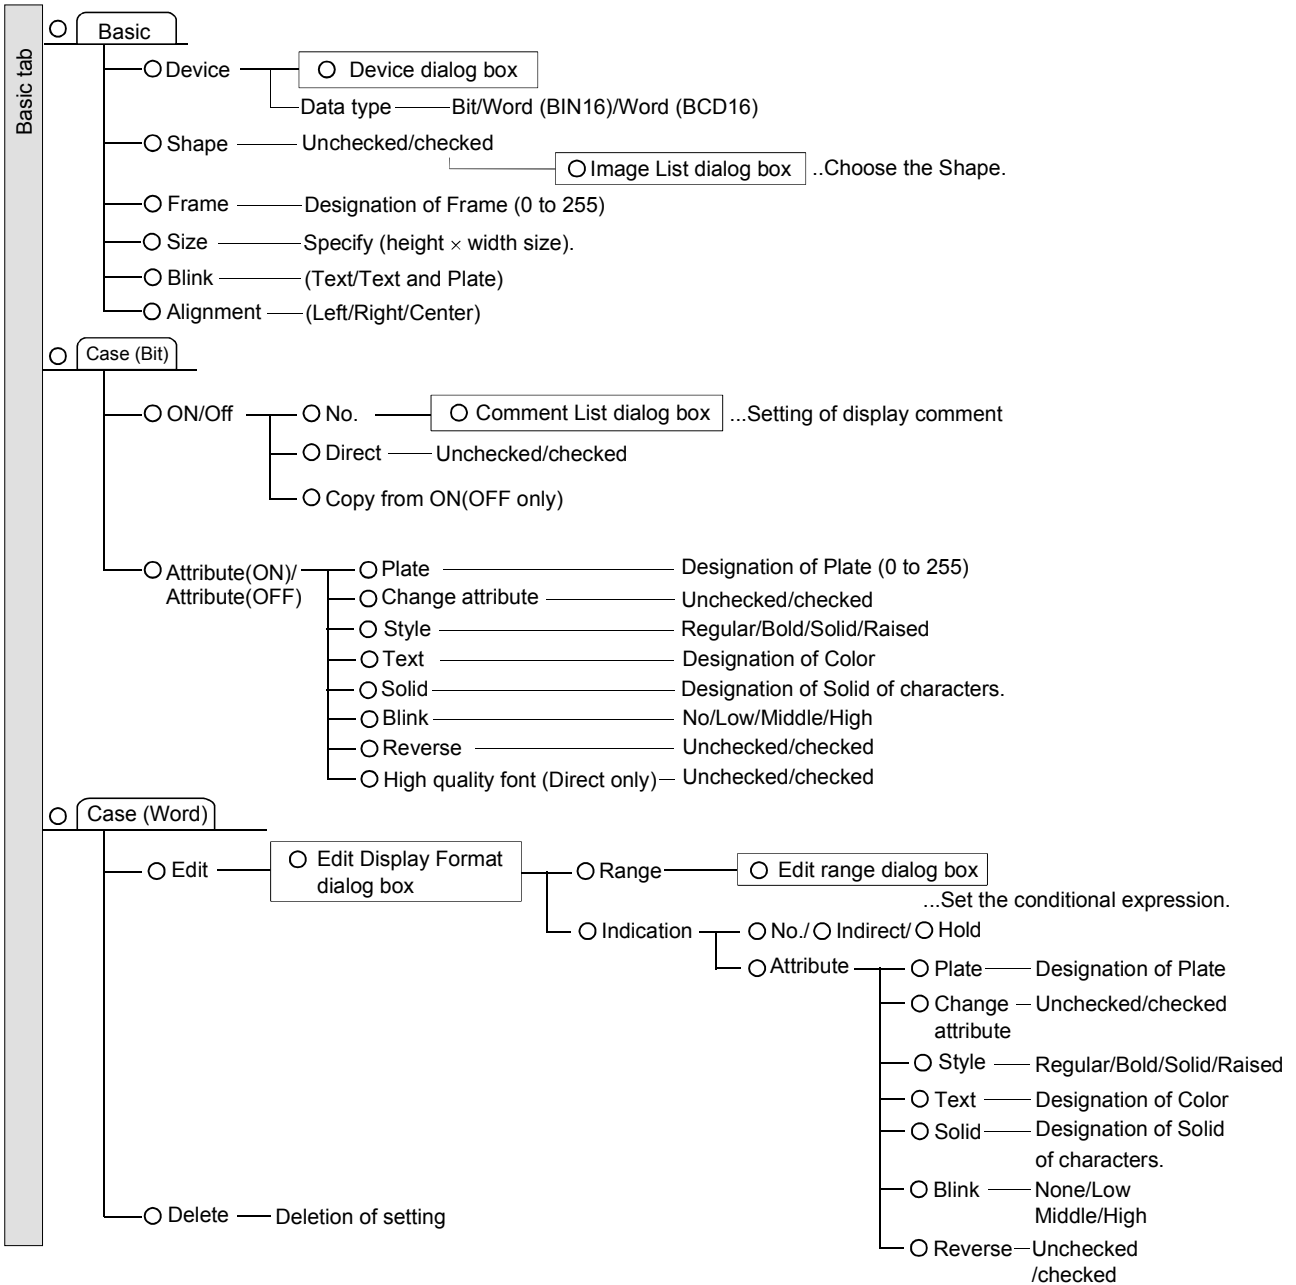 Basic tab
Basic
Device
Device dialog box
Data type
Bit/Word (BIN16)/Word (BCD16)
Shape
Unchecked/checked
Image List dialog box
..Choose the Shape.
Frame
Designation of Frame (0 to 255)
Size
Specify (height × width size).
Blink
(Text/Text and Plate)
Alignment
(Left/Right/Center)
Case (Bit)
ON/Off
No.
Comment List dialog box
...Setting of display comment
Direct
Unchecked/checked
Copy from ON(OFF only)
Attribute(ON)/
Attribute(OFF)
Plate
Designation of Plate (0 to 255)
Change attribute
Unchecked/checked
Style
Regular/Bold/Solid/Raised
Text
Designation of Color
Solid
Designation of Solid of characters.
Blink
No/Low/Middle/High
Reverse
Unchecked/checked
High quality font (Direct only)
Unchecked/checked
Case (Word)
Edit
Edit Display Format
dialog box
Range
Edit range dialog box
...Set the conditional expression.
Indication
No./
Indirect/
Hold
Attribute
Plate
Designation of Plate
Change
attribute
Unchecked/checked
Style
Regular/Bold/Solid/Raised
Text
Designation of Color
Solid
Designation of Solid
of characters.
Blink
None/Low
Middle/High
Reverse
Unchecked
/checked
Delete
Deletion of setting